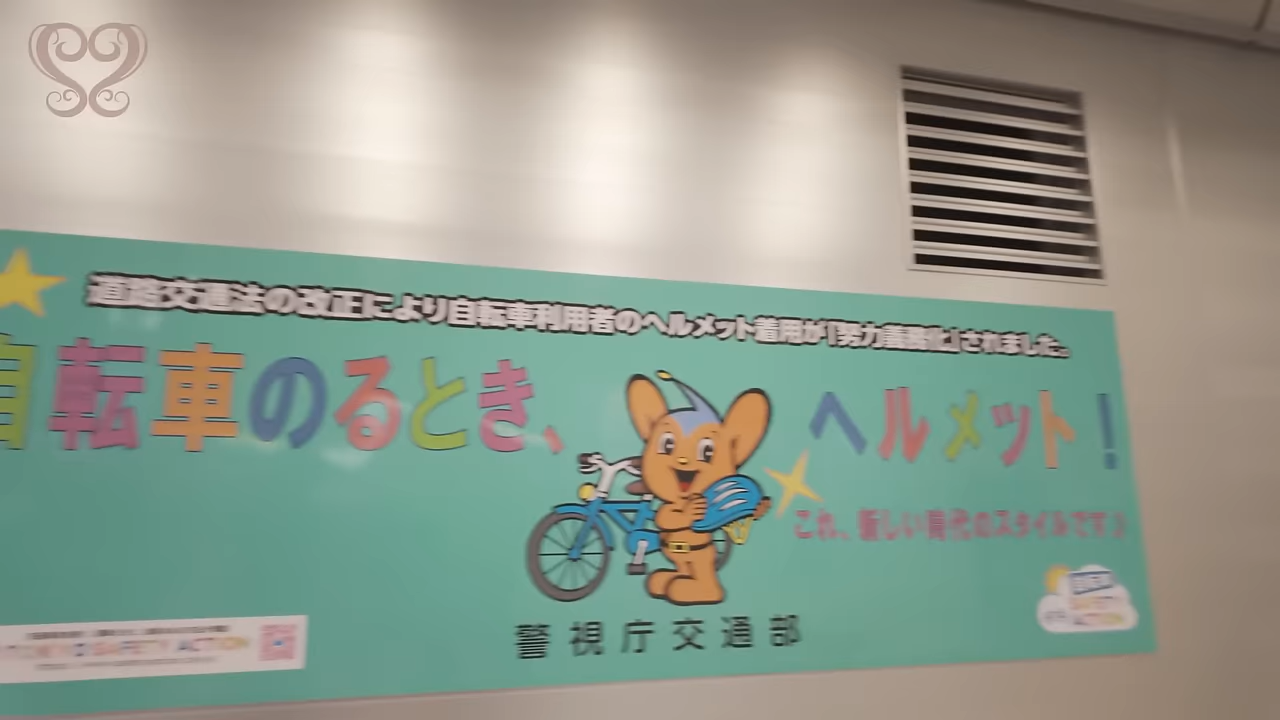 道路交通法の改正により自転車利用者のヘルメット着用が「努力義務化」されました。
自転車のるとき、ヘルメット!
これ、新しい時代のスタイルです♪
警視庁交通部
TOKYO SAFETY ACTION